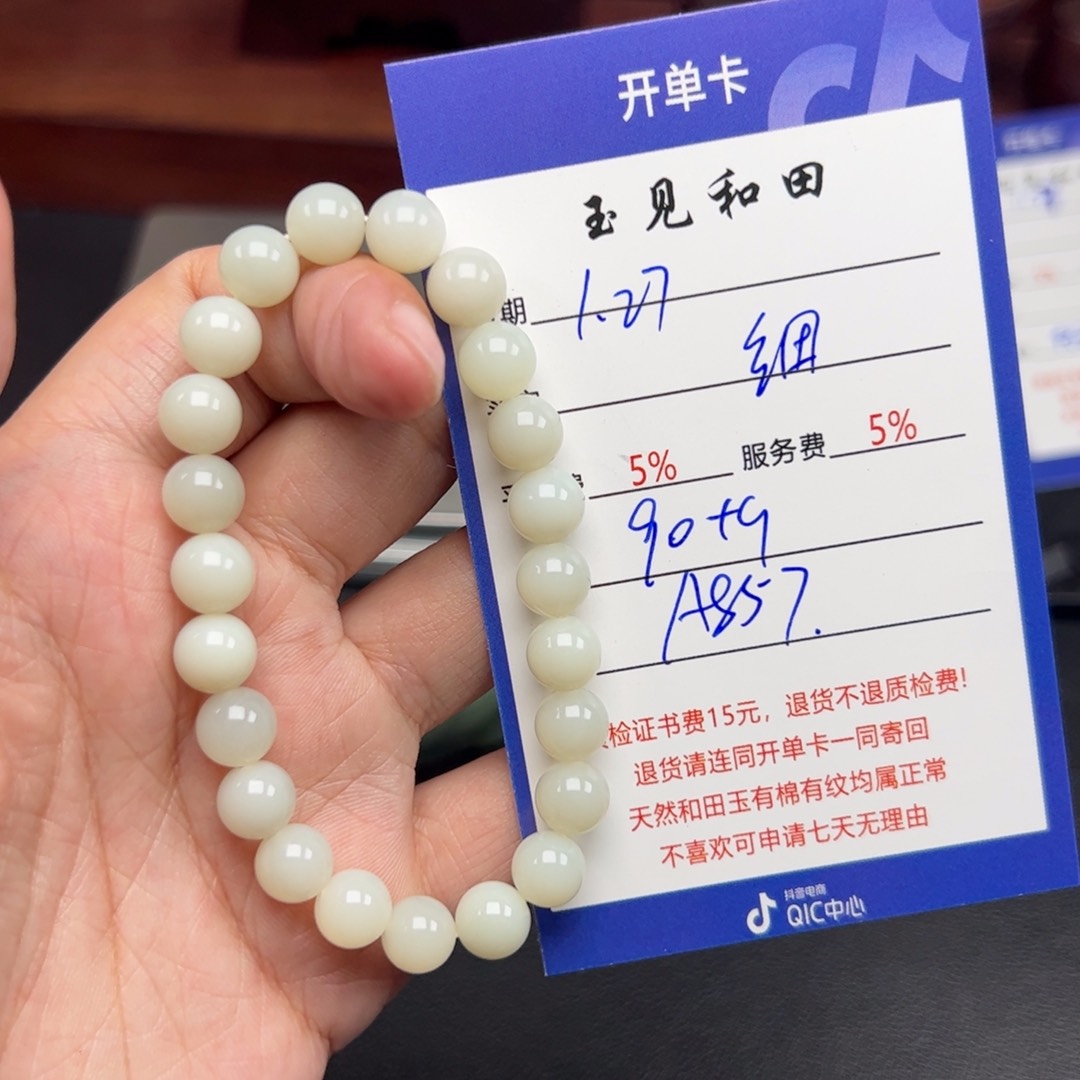 开单卡
玉见和田
期 1.27
细
5% 服务费 5%
90+9
A857.
检证书费15元，退货不退质检费!
退货请连同开单卡一同寄回
天然和田玉有棉有纹均属正常
不喜欢可申请七天无理由
抖音电商
QIC中心